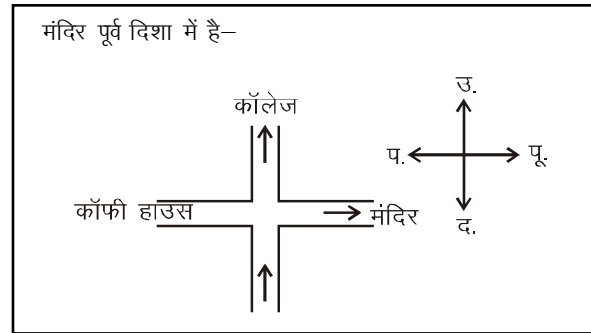 मंदिर पूर्व दिशा में है–
कॉलेज
उ.
प.
पू.
कॉफी हाउस
मंदिर
द.